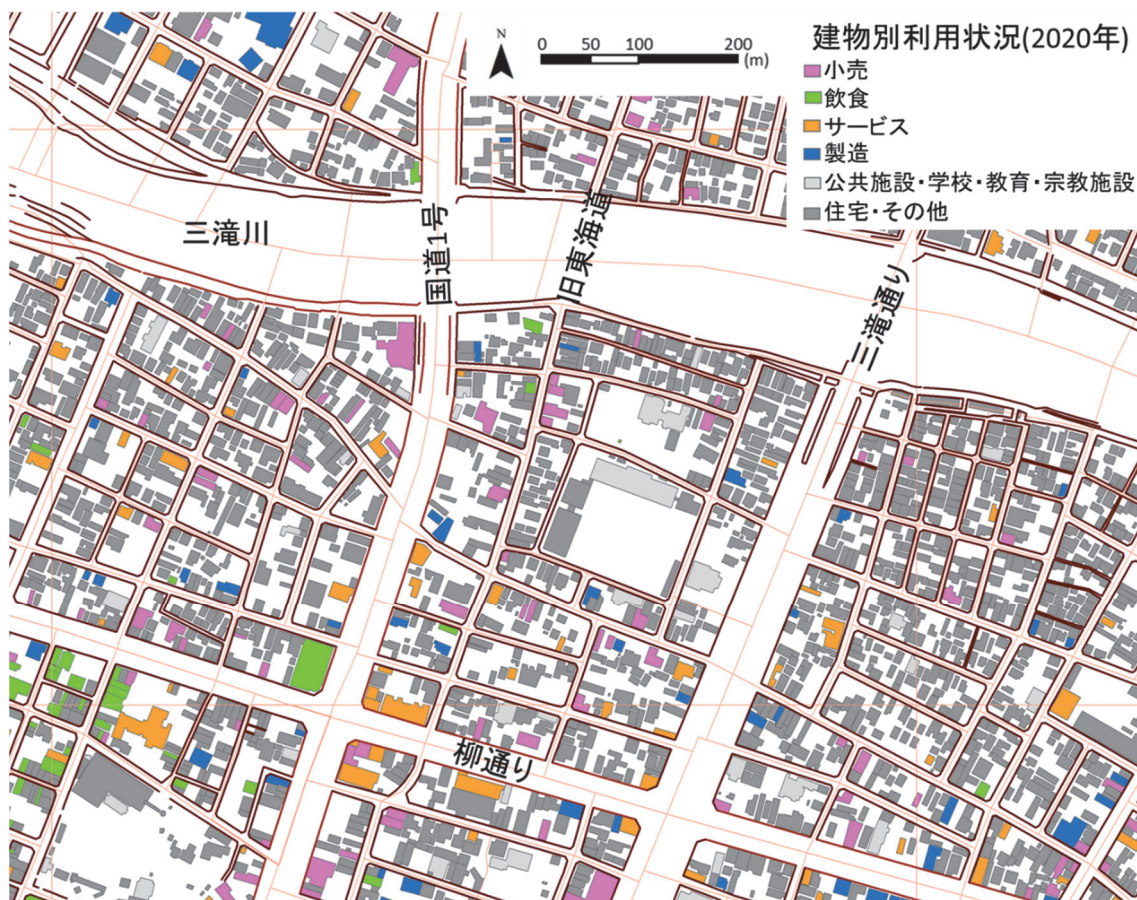 N
0 50 100 200
(m)
建物別利用状況(2020年)
小売
飲食
サービス
製造
公共施設・学校・教育・宗教施設
住宅・その他
三滝川
国道1号
旧東海道
三滝通り
柳通り